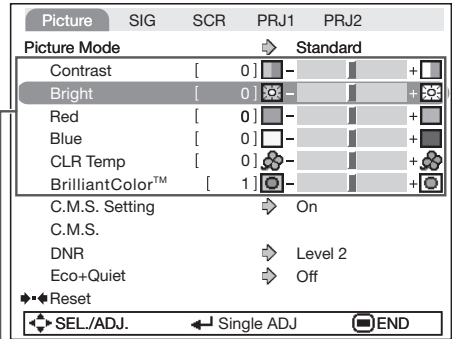 Picture SIG SCR PRJ1 PRJ2
Picture Mode Standard
Contrast [ 0] - +
Bright [ 0] - +
Red [ 0] - +
Blue [ 0] - +
CLR Temp [ 0] - +
BrilliantColor™ [ 1] - +
C.M.S. Setting On
C.M.S.
DNR Level 2
Eco+Quiet Off
Reset
SEL./ADJ. Single ADJ END